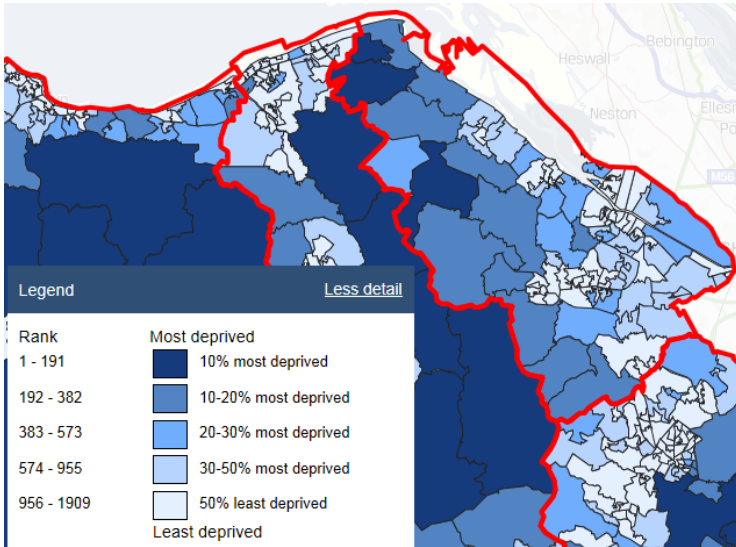 Bebington
Heswall
Neston
Elles
Po
M56
Legend Less detail
Rank Most deprived
1 - 191 10% most deprived
192 - 382 10-20% most deprived
383 - 573 20-30% most deprived
574 - 955 30-50% most deprived
956 - 1909 50% least deprived
Least deprived